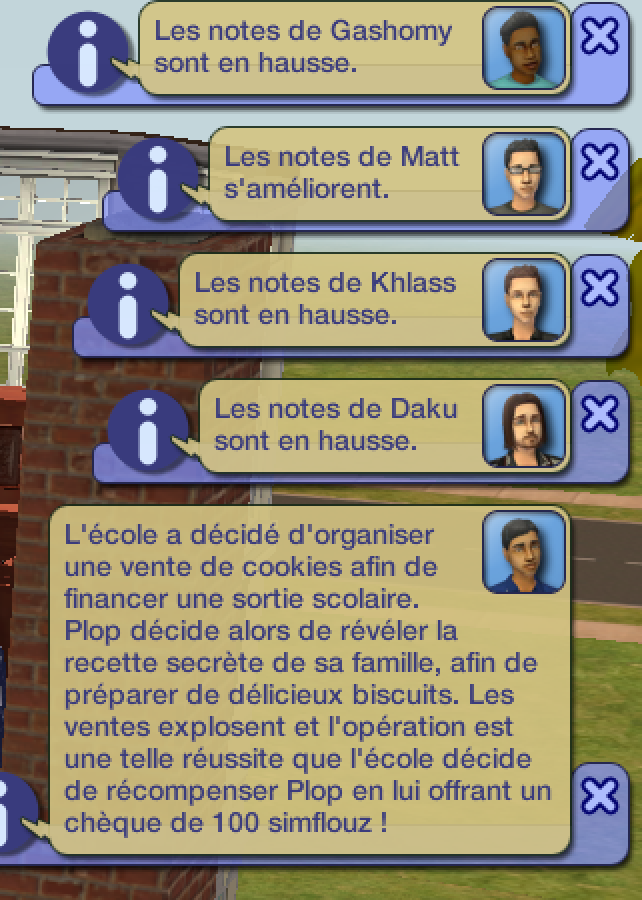 Les notes de Gashomy
sont en hausse.
Les notes de Matt
s'améliorent.
Les notes de Khlass
sont en hausse.
Les notes de Daku
sont en hausse.
L'école a décidé d'organiser
une vente de cookies afin de
financer une sortie scolaire.
Plop décide alors de révéler la
recette secrète de sa famille, afin de
préparer de délicieux biscuits. Les
ventes explosent et l'opération est
une telle réussite que l'école décide
de récompenser Plop en lui offrant un
chèque de 100 simflouz !